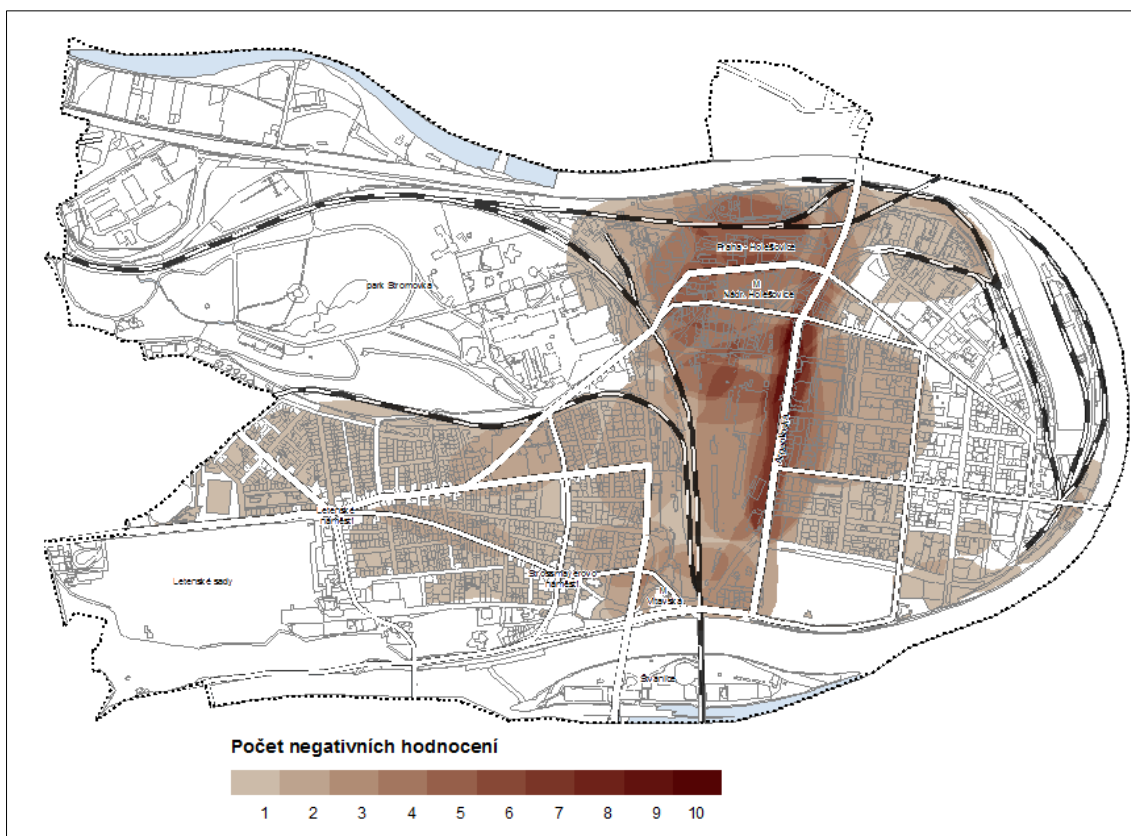 Praha - Holešovice
M
Nádr. Holešovice
park Stromovka
Letenské
náměstí
Letenské sady
Strossmayerovo
náměstí
M
Vltavská
Štvanice
Počet negativních hodnocení
1 2 3 4 5 6 7 8 9 10